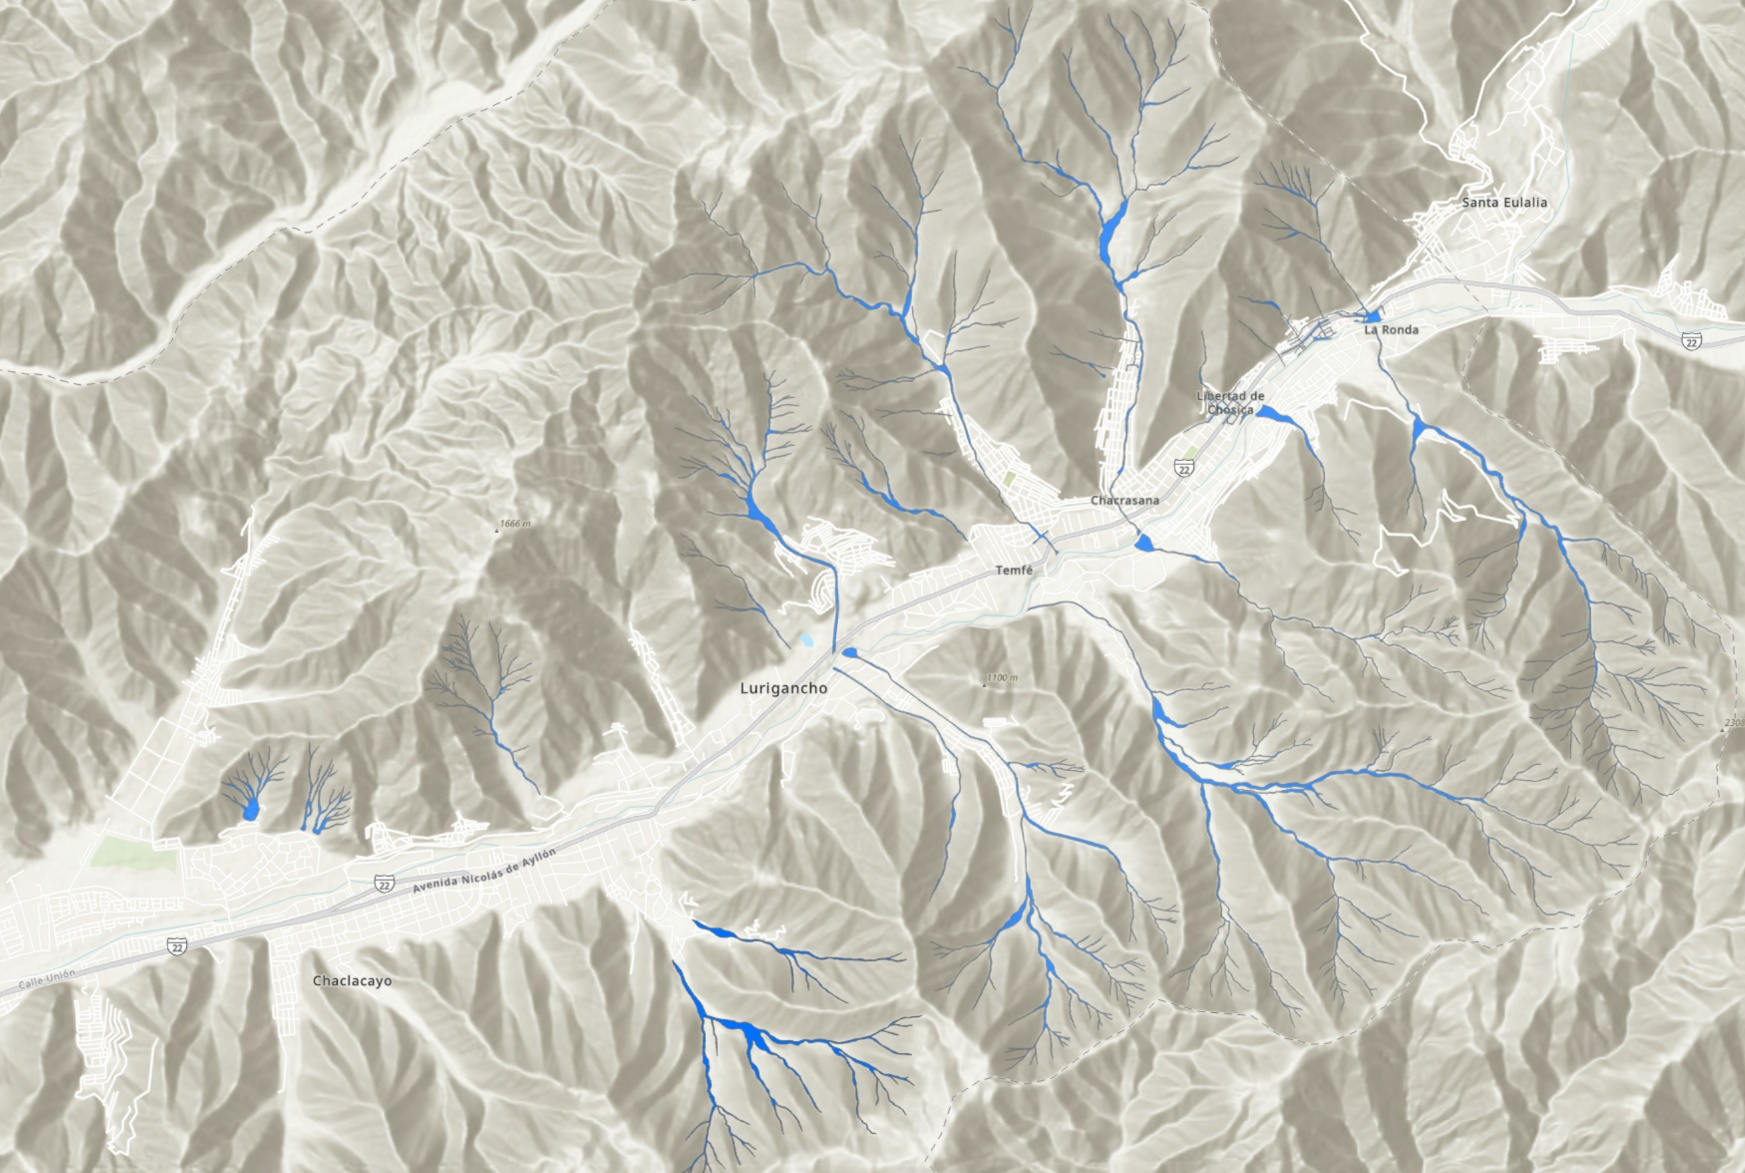 Santa Eulalia
La Ronda
22
Libertad de
Chosica
22
Chacrasana
1666 m
Temfé
1100 m
Lurigancho
2308
Avenida Nicolás de Ayllón
22
22
Calle Unión
Chaclacayo